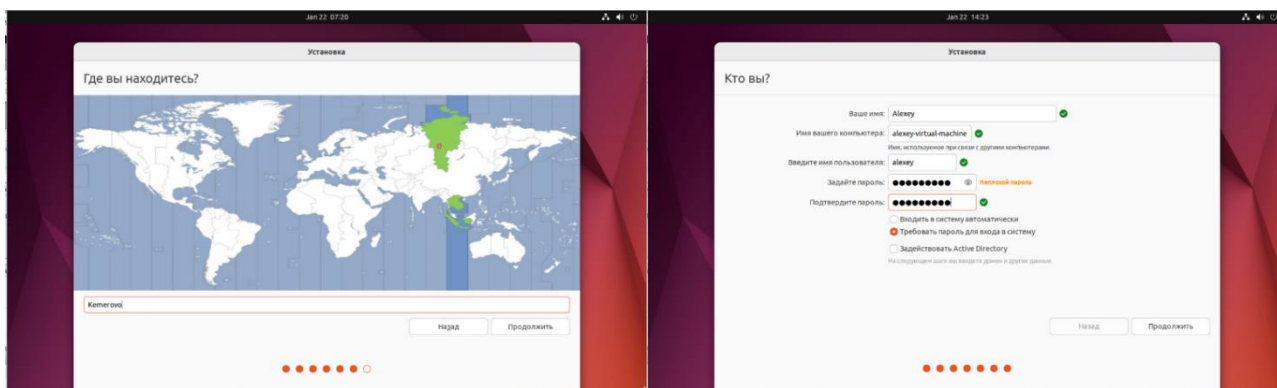 Jan 22 07:20
Установка
Где вы находитесь?
Kemerovo
Назад
Продолжить
Jan 22 14:23
Установка
Кто вы?
Ваше имя: Alexey
Имя вашего компьютера: alexey-virtual-machine
Имя, используемое при связи с другими компьютерами.
Введите имя пользователя: alexey
Задайте пароль: ●●●●●●●●● Неплохой пароль
Подтвердите пароль: ●●●●●●●●●
Входить в систему автоматически
Требовать пароль для входа в систему
Задействовать Active Directory
На следующем шаге вы введете домен и другие данные.
Назад
Продолжить